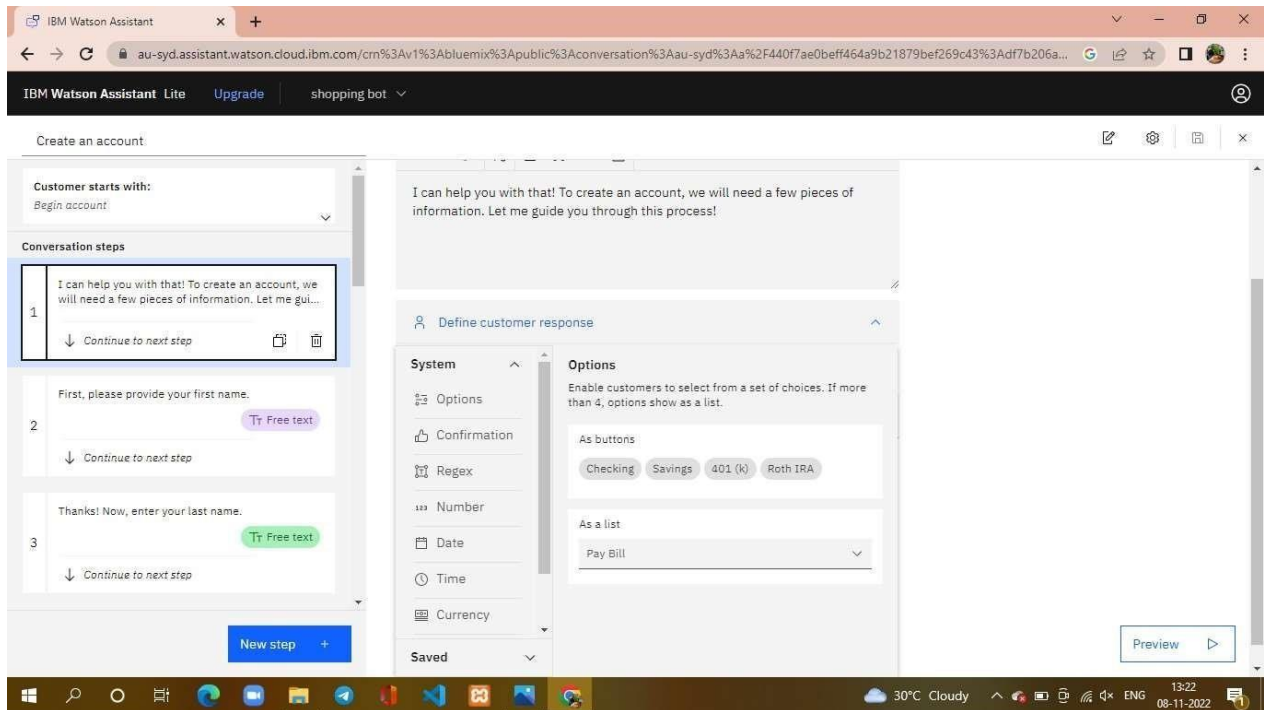 IBM Watson Assistant
au-syd.assistant.watson.cloud.ibm.com/crn%3Av1%3Abluemix%3Apublic%3Aconversation%3Aau-syd%3Aa%2F440f7ae0beff464a9b21879bef269c43%3Adf7b206a...
IBM Watson Assistant Lite Upgrade shopping bot
Create an account
Customer starts with:
Begin account
Conversation steps
1
I can help you with that! To create an account, we
will need a few pieces of information. Let me gui...
Continue to next step
2
First, please provide your first name.
Tт Free text
Continue to next step
3
Thanks! Now, enter your last name.
Tт Free text
Continue to next step
New step +
I can help you with that! To create an account, we will need a few pieces of
information. Let me guide you through this process!
Define customer response
System
Options
Confirmation
Regex
123 Number
Date
Time
Currency
Saved
Options
Enable customers to select from a set of choices. If more
than 4, options show as a list.
As buttons
Checking Savings 401 (k) Roth IRA
As a list
Pay Bill
Preview
30°C Cloudy ENG 13:22
08-11-2022